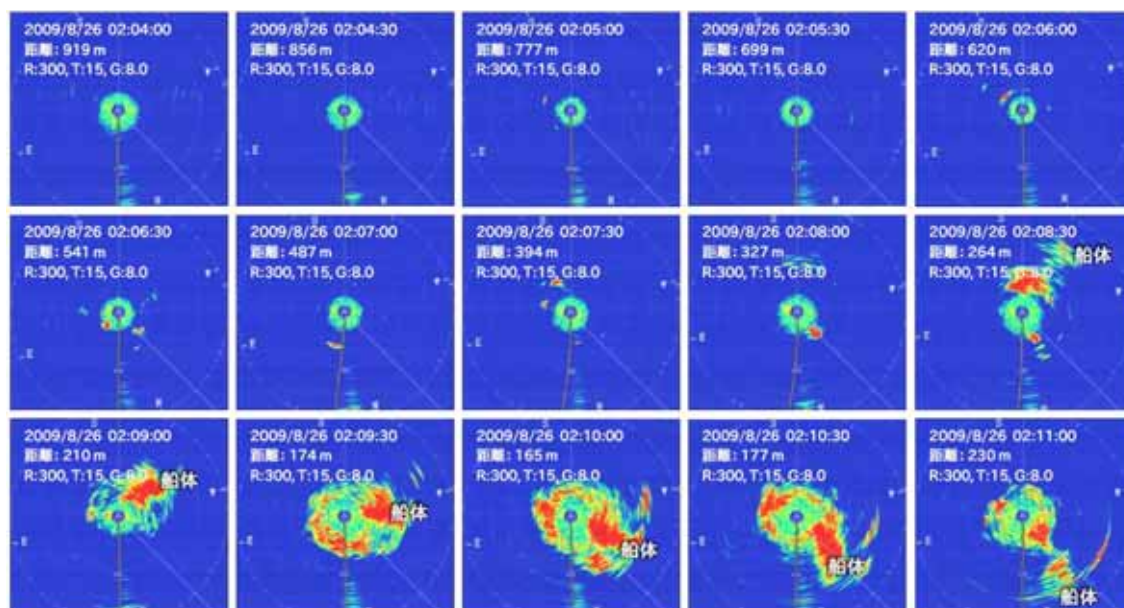 2009/8/26 02:04:00
距離: 919 m
R:300, T:15, G:8.0
E
2009/8/26 02:04:30
距離: 856 m
R:300, T:15, G:8.0
E
2009/8/26 02:05:00
距離: 777 m
R:300, T:15, G:8.0
E
2009/8/26 02:05:30
距離: 699 m
R:300, T:15, G:8.0
E
2009/8/26 02:06:00
距離: 620 m
R:300, T:15, G:8.0
E
2009/8/26 02:06:30
距離: 541 m
R:300, T:15, G:8.0
E
2009/8/26 02:07:00
距離: 487 m
R:300, T:15, G:8.0
E
2009/8/26 02:07:30
距離: 394 m
R:300, T:15, G:8.0
E
2009/8/26 02:08:00
距離: 327 m
R:300, T:15, G:8.0
E
2009/8/26 02:08:30
距離: 264 m
R:300, T:15, G:8.0
船体
E
2009/8/26 02:09:00
距離: 210 m
R:300, T:15, G:8.0
船体
E
2009/8/26 02:09:30
距離: 174 m
R:300, T:15, G:8.0
船体
E
2009/8/26 02:10:00
距離: 165 m
R:300, T:15, G:8.0
船体
E
2009/8/26 02:10:30
距離: 177 m
R:300, T:15, G:8.0
船体
E
2009/8/26 02:11:00
距離: 230 m
R:300, T:15, G:8.0
E
船体